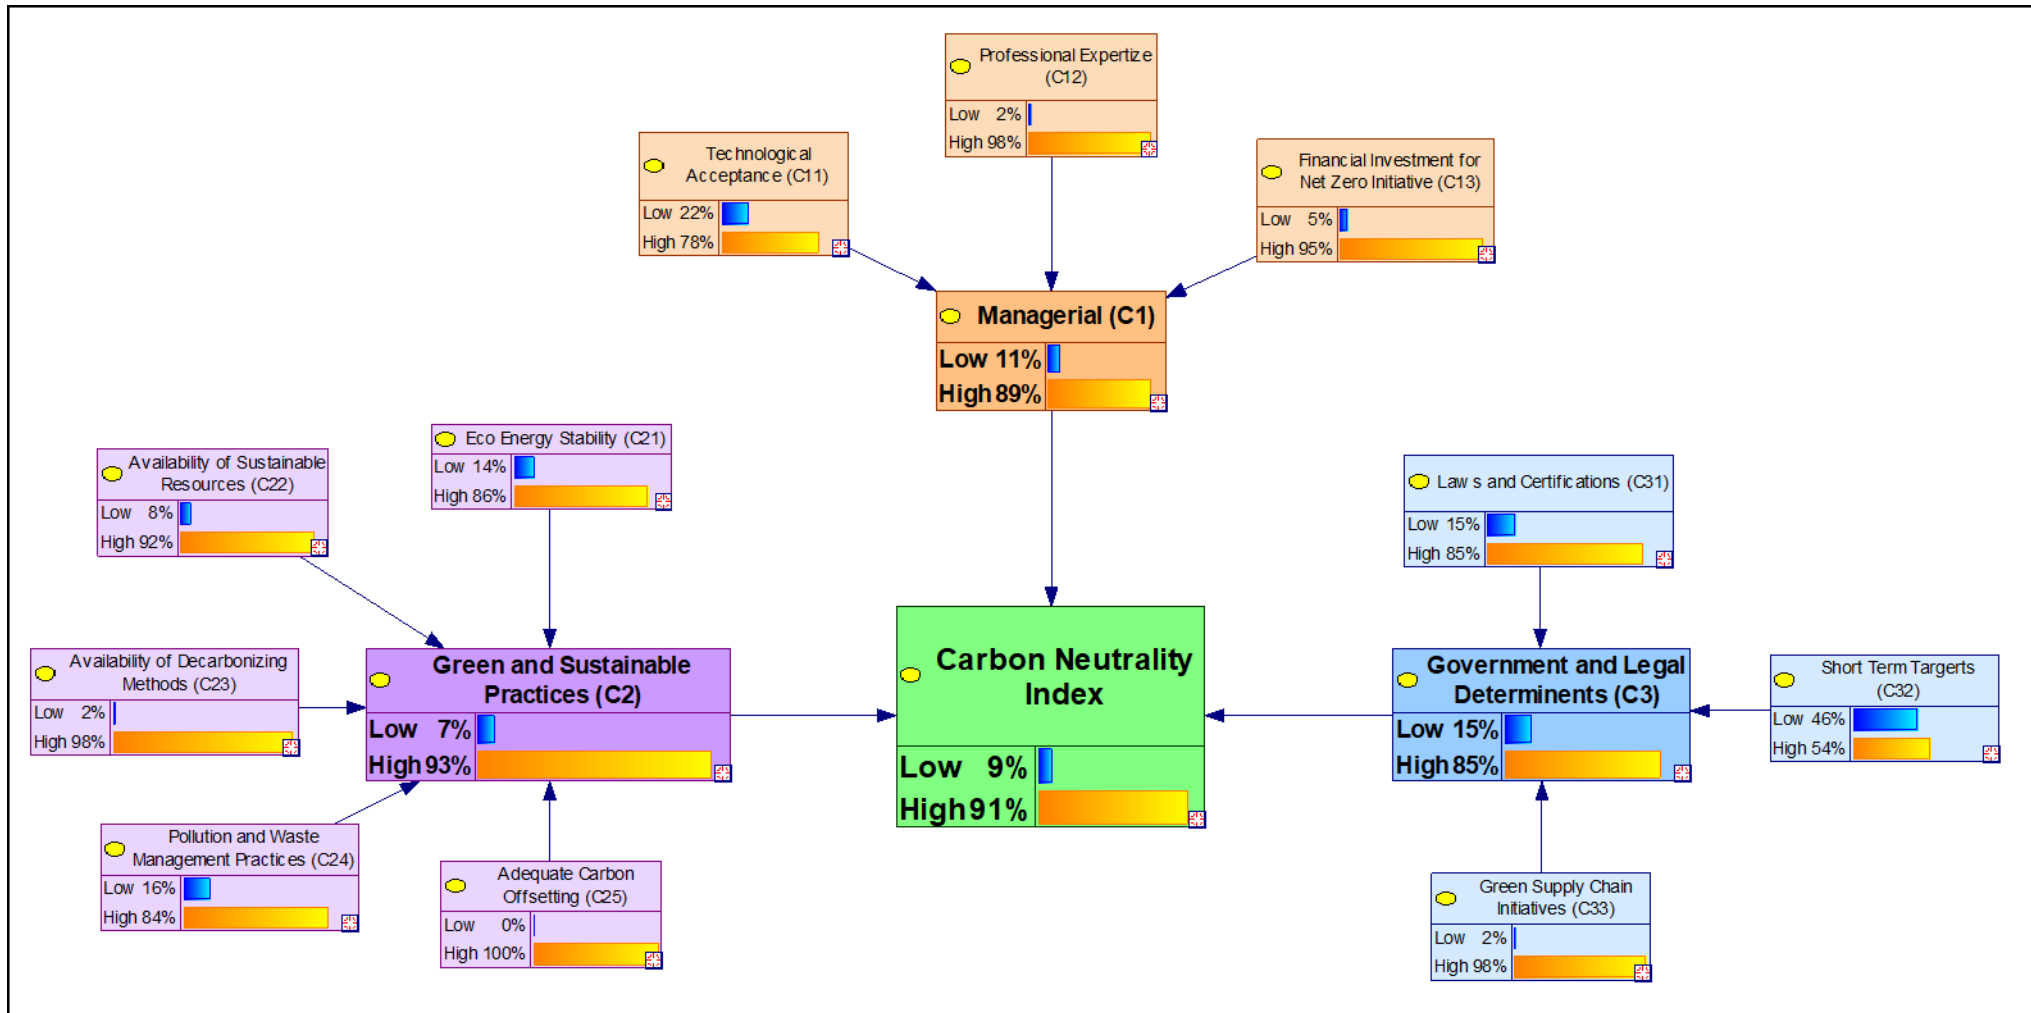 Professional Expertize
(C12)
Low 2%
High 98%
Technological
Acceptance (C11)
Low 22%
High 78%
Financial Investment for
Net Zero Initiative (C13)
Low 5%
High 95%
Managerial (C1)
Low 11%
High 89%
Eco Energy Stability (C21)
Low 14%
High 86%
Availability of Sustainable
Resources (C22)
Low 8%
High 92%
Law s and Certifications (C31)
Low 15%
High 85%
Availability of Decarbonizing
Methods (C23)
Low 2%
High 98%
Green and Sustainable
Practices (C2)
Low 7%
High 93%
Carbon Neutrality
Index
Low 9%
High 91%
Government and Legal
Determinents (C3)
Low 15%
High 85%
Short Term Targerts
(C32)
Low 46%
High 54%
Pollution and Waste
Management Practices (C24)
Low 16%
High 84%
Adequate Carbon
Offsetting (C25)
Low 0%
High 100%
Green Supply Chain
Initiatives (C33)
Low 2%
High 98%